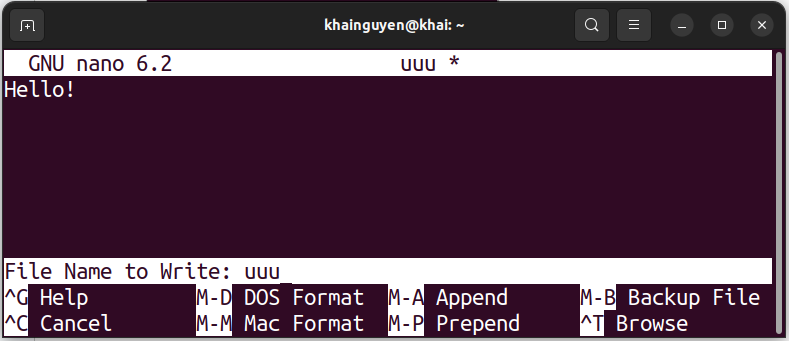 khainguyen@khai: ~
GNU nano 6.2 uuu *
Hello!
File Name to Write: uuu
^G Help M-D DOS Format M-A Append M-B Backup File
^C Cancel M-M Mac Format M-P Prepend ^T Browse